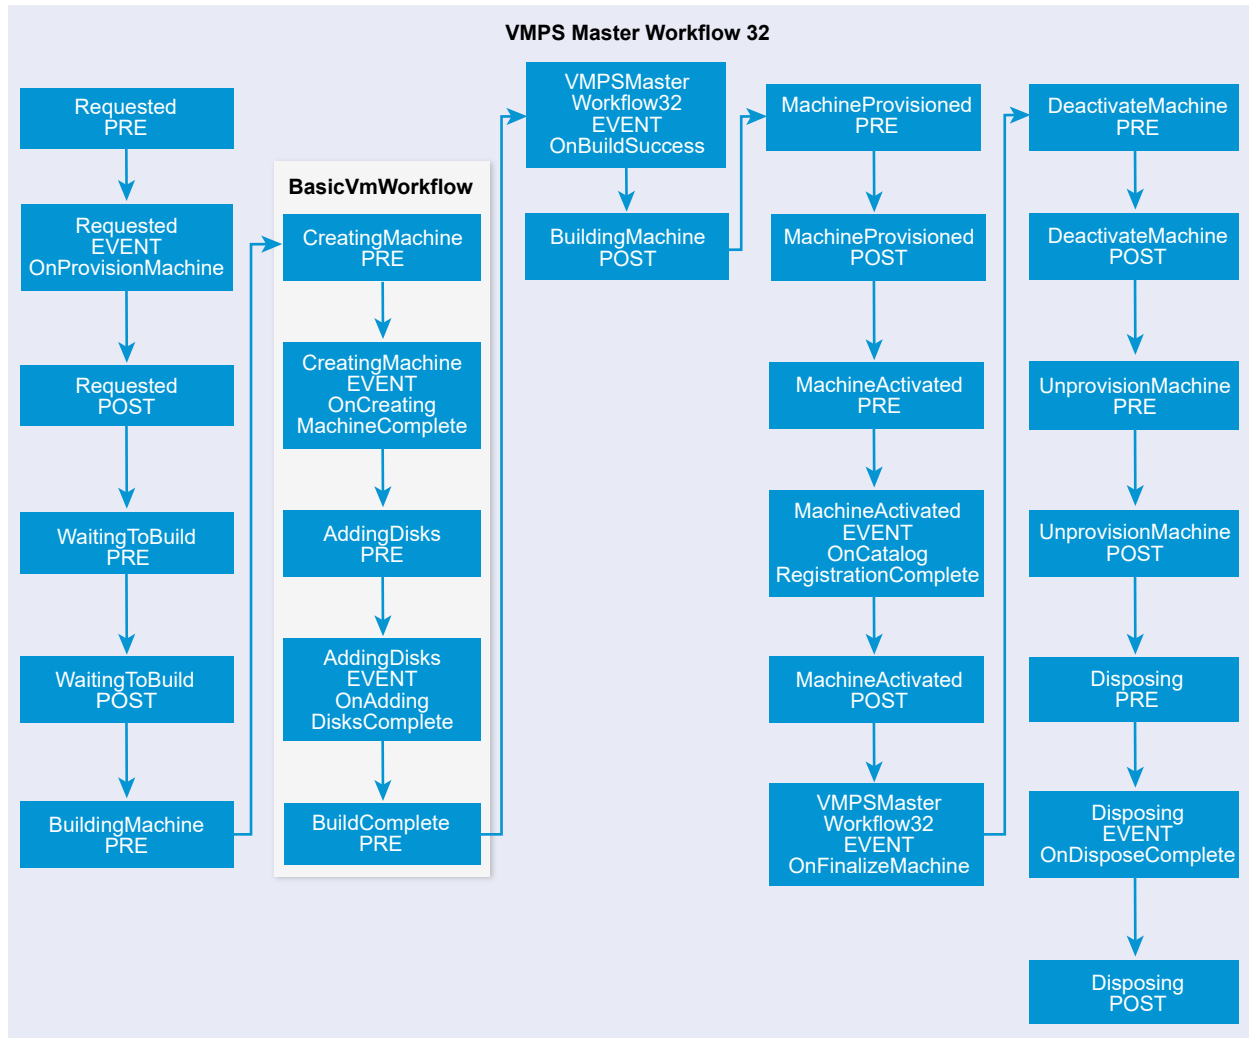 VMPS Master Workflow 32
Requested
PRE
Requested
EVENT
OnProvisionMachine
Requested
POST
WaitingToBuild
PRE
WaitingToBuild
POST
BuildingMachine
PRE
BasicVmWorkflow
CreatingMachine
PRE
CreatingMachine
EVENT
OnCreating
MachineComplete
AddingDisks
PRE
AddingDisks
EVENT
OnAdding
DisksComplete
BuildComplete
PRE
VMPSMaster
Workflow32
EVENT
OnBuildSuccess
BuildingMachine
POST
MachineProvisioned
PRE
MachineProvisioned
POST
MachineActivated
PRE
MachineActivated
EVENT
OnCatalog
RegistrationComplete
MachineActivated
POST
VMPSMaster
Workflow32
EVENT
OnFinalizeMachine
DeactivateMachine
PRE
DeactivateMachine
POST
UnprovisionMachine
PRE
UnprovisionMachine
POST
Disposing
PRE
Disposing
EVENT
OnDisposeComplete
Disposing
POST